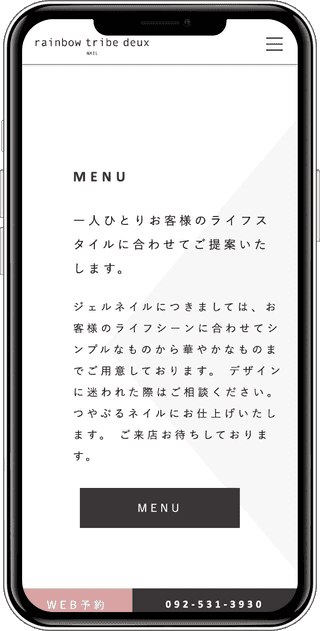 rainbow tribe deux
NAIL
MENU
一人ひとりお客様のライフス
タイルに合わせてご提案いた
します。
ジェルネイルにつきましては、お
客様のライフシーンに合わせてシ
ンプルなものから華やかなものま
でご用意しております。 デザイン
に迷われた際はご相談ください。
つやぷるネイルにお仕上げいたし
ます。 ご来店お待ちしておりま
す。
MENU
WEB予約
092-531-3930